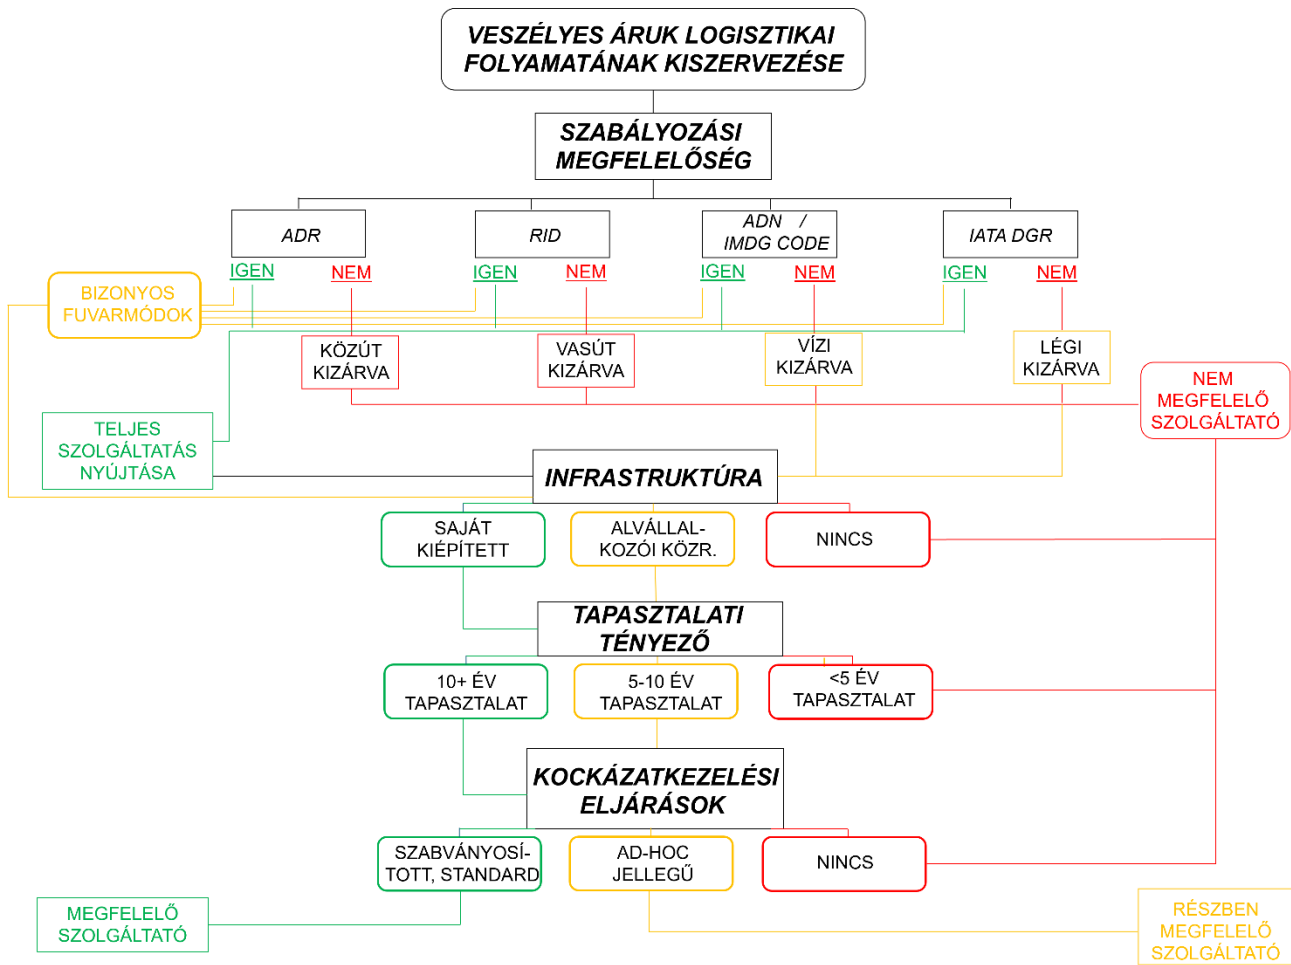 VESZÉLYES ÁRUK LOGISZTIKAI
FOLYAMATÁNAK KISZERVEZÉSE
SZABÁLYOZÁSI
MEGFELELŐSÉG
ADR
RID
ADN /
IMDG CODE
IATA DGR
IGEN
NEM
IGEN
NEM
IGEN
NEM
IGEN
NEM
BIZONYOS
FUVARMÓDOK
KÖZÚT
KIZÁRVA
VASÚT
KIZÁRVA
VÍZI
KIZÁRVA
LÉGI
KIZÁRVA
NEM
MEGFELELŐ
SZOLGÁLTATÓ
TELJES
SZOLGÁLTATÁS
NYÚJTÁSA
INFRASTRUKTÚRA
SAJÁT
KIÉPÍTETT
ALVÁLLAL-
KOZÓI KÖZR.
NINCS
TAPASZTALATI
TÉNYEZŐ
10+ ÉV
TAPASZTALAT
5-10 ÉV
TAPASZTALAT
<5 ÉV
TAPASZTALAT
KOCKÁZATKEZELÉSI
ELJÁRÁSOK
SZABVÁNYOSÍ-
TOTT, STANDARD
AD-HOC
JELLEGŰ
NINCS
MEGFELELŐ
SZOLGÁLTATÓ
RÉSZBEN
MEGFELELŐ
SZOLGÁLTATÓ